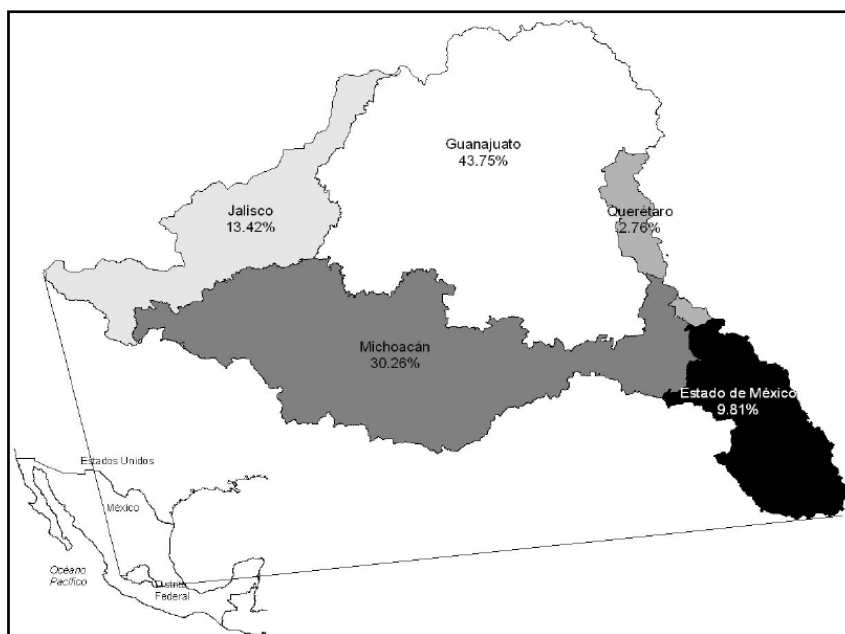 Guanajuato
43.75%
Jalisco
13.42%
Querétaro
2.76%
Michoacán
30.26%
Estado de México
9.81%
Estados Unidos
México
Océano
Pacífico
Distrito
Federal